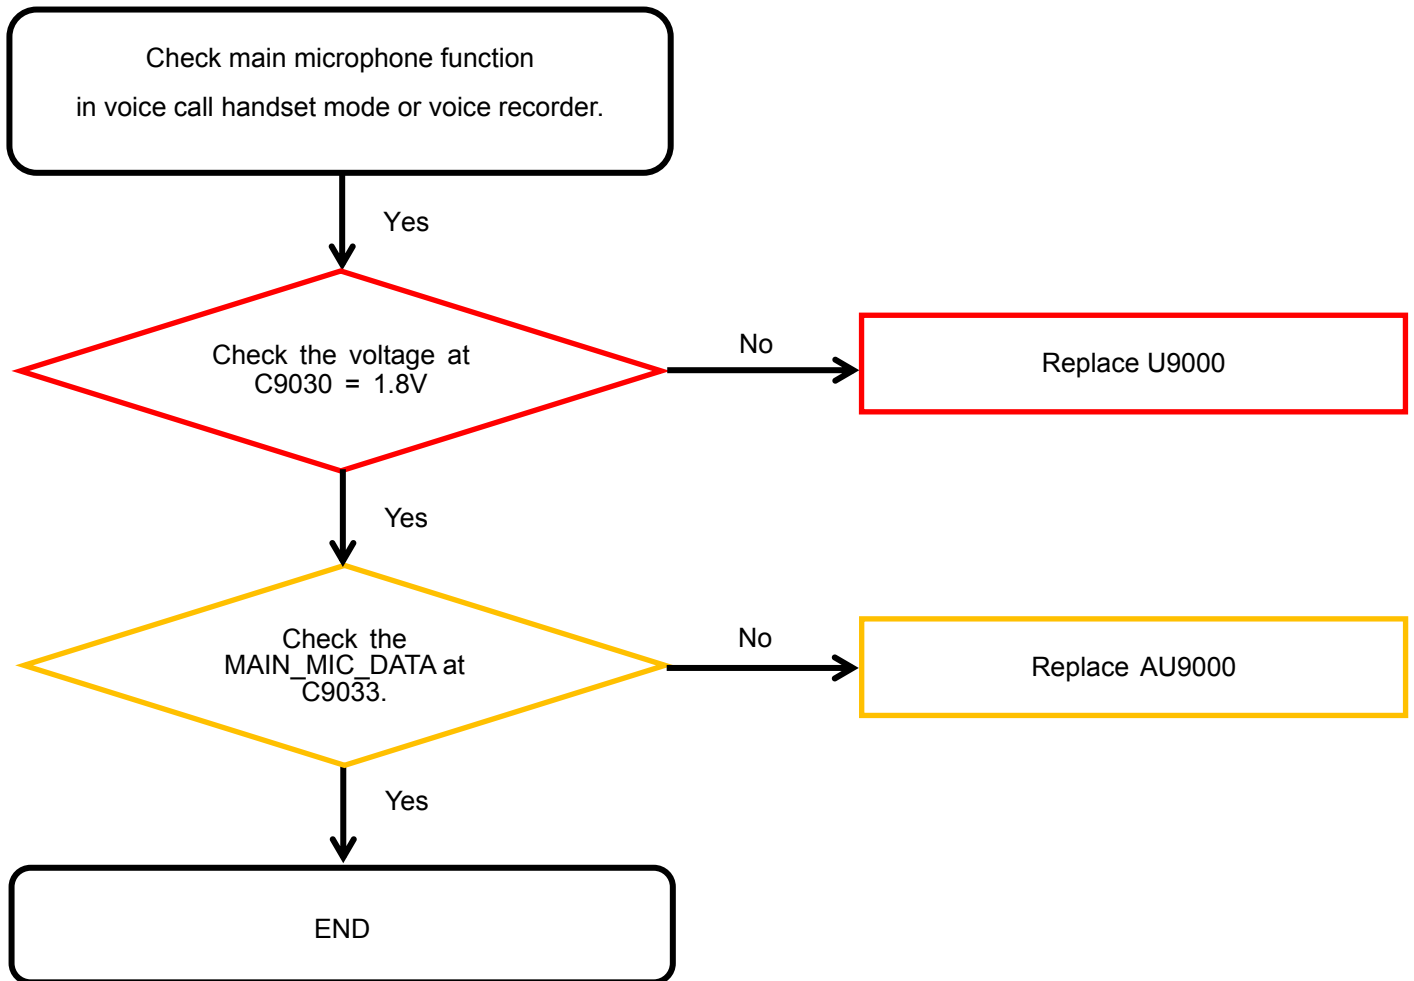 Check main microphone function
in voice call handset mode or voice recorder.
Yes
Check the voltage at
C9030 = 1.8V
No
Replace U9000
Yes
Check the
MAIN_MIC_DATA at
C9033.
No
Replace AU9000
Yes
END